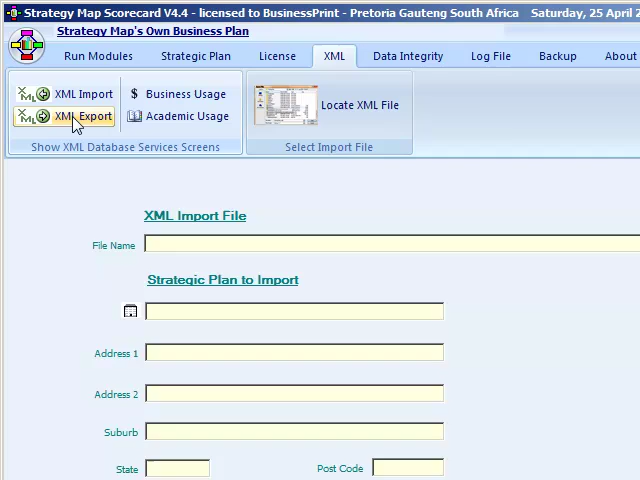 Strategy Map Scorecard V4.4 - licensed to BusinessPrint - Pretoria Gauteng South Africa Saturday, 25 April 2
Strategy Map's Own Business Plan
Run Modules Strategic Plan License XML Data Integrity Log File Backup About
XML Import $ Business Usage Locate XML File
XML Export Academic Usage
Show XML Database Services Screens Select Import File
XML Import File
File Name
Strategic Plan to Import
Address 1
Address 2
Suburb
State Post Code